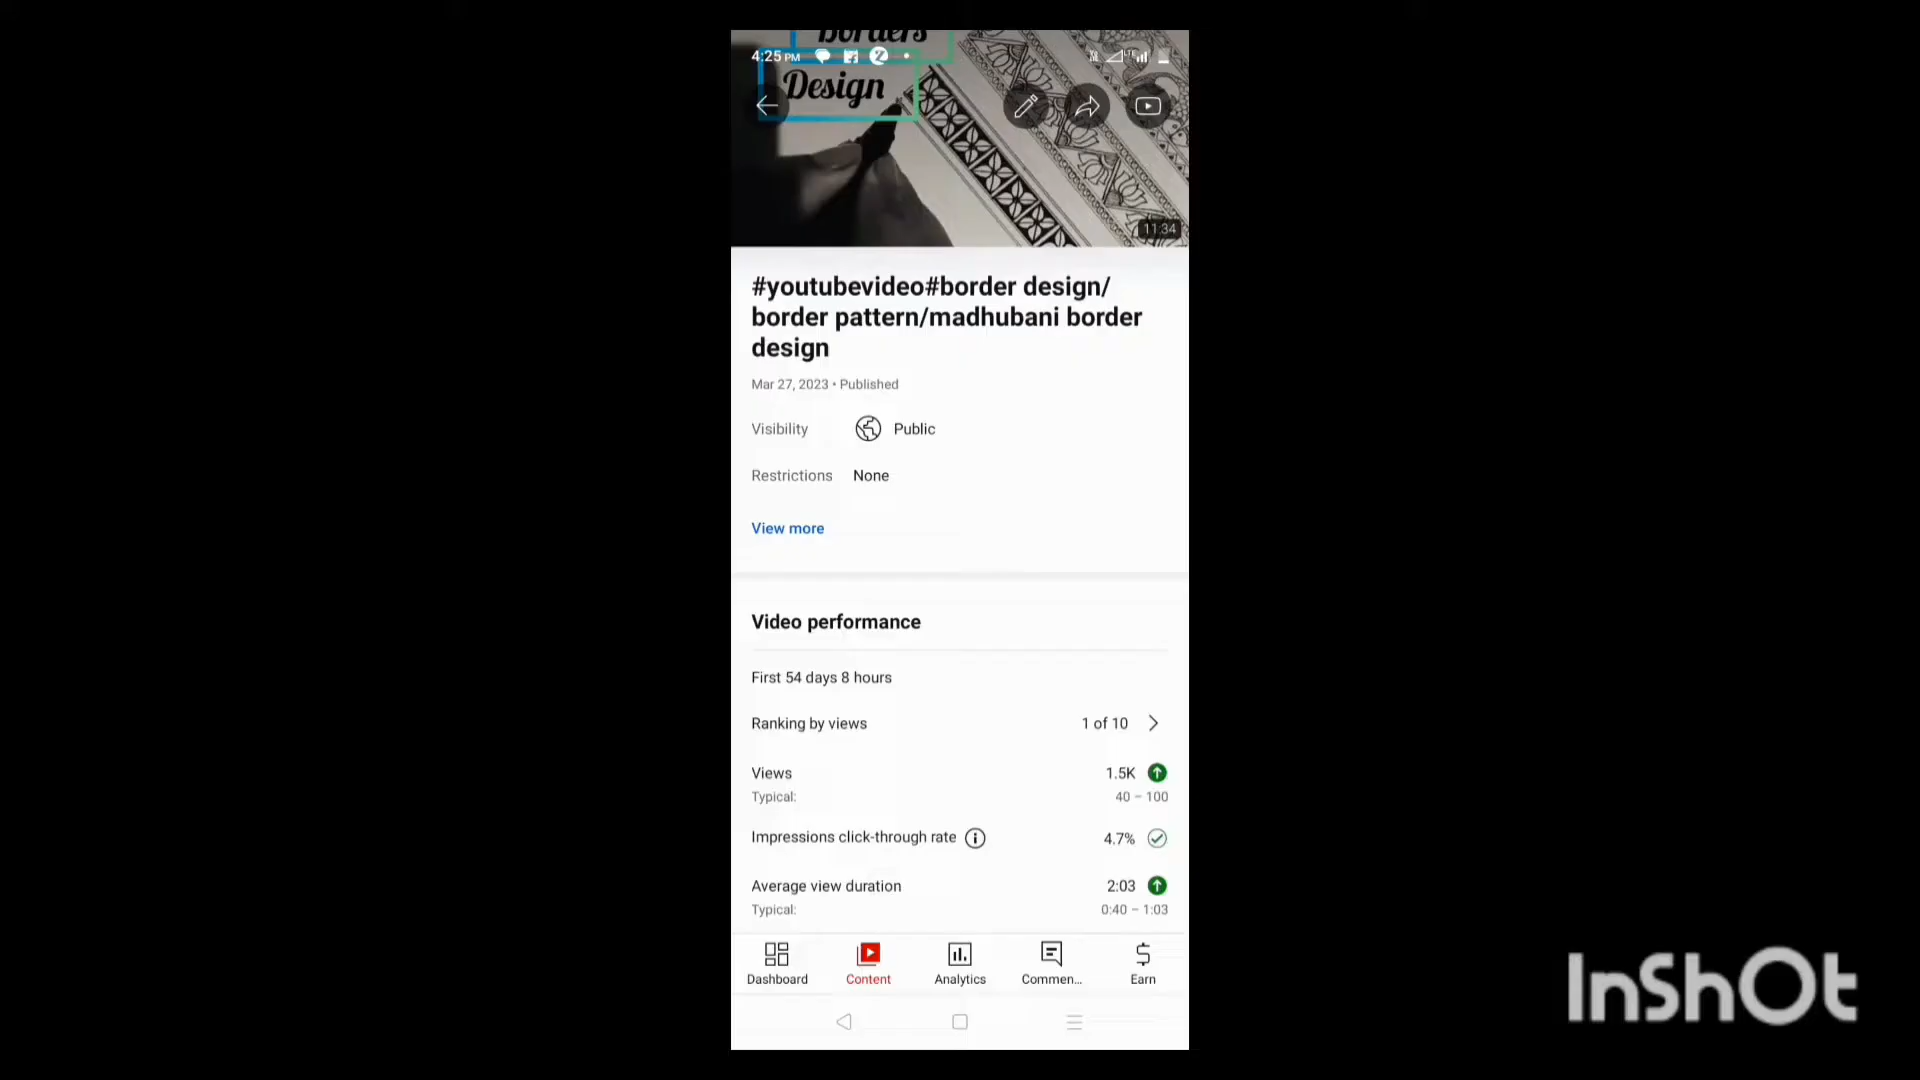 Borders
4:25 PM
Design
11:34
#youtubevideo#border design/
border pattern/madhubani border
design
Mar 27, 2023 • Published
Visibility Public
Restrictions None
View more
Video performance
First 54 days 8 hours
Ranking by views 1 of 10
Views 1.5K
Typical: 40 – 100
Impressions click-through rate 4.7%
Average view duration 2:03
Typical: 0:40 – 1:03
Dashboard Content Analytics Commen... Earn
InShOt